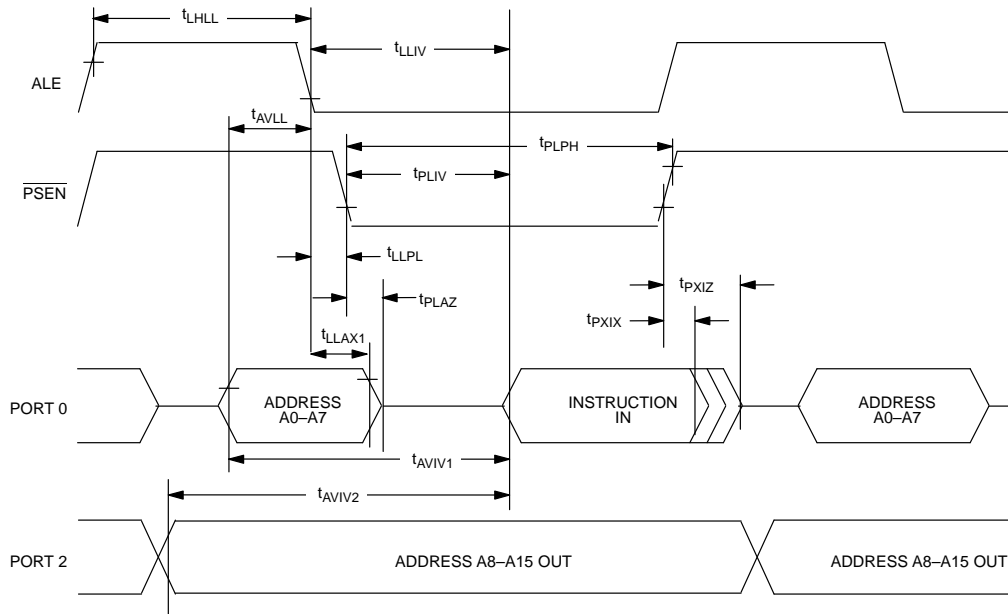 tLHLL
tLLIV
ALE
tAVLL
tPLPH
PSEN
tPLIV
tLLPL
tPLAZ
tPXIZ
tPXIX
tLLAX1
PORT 0
ADDRESS
A0–A7
INSTRUCTION
IN
ADDRESS
A0–A7
tAVIV1
tAVIV2
PORT 2
ADDRESS A8–A15 OUT
ADDRESS A8–A15 OUT